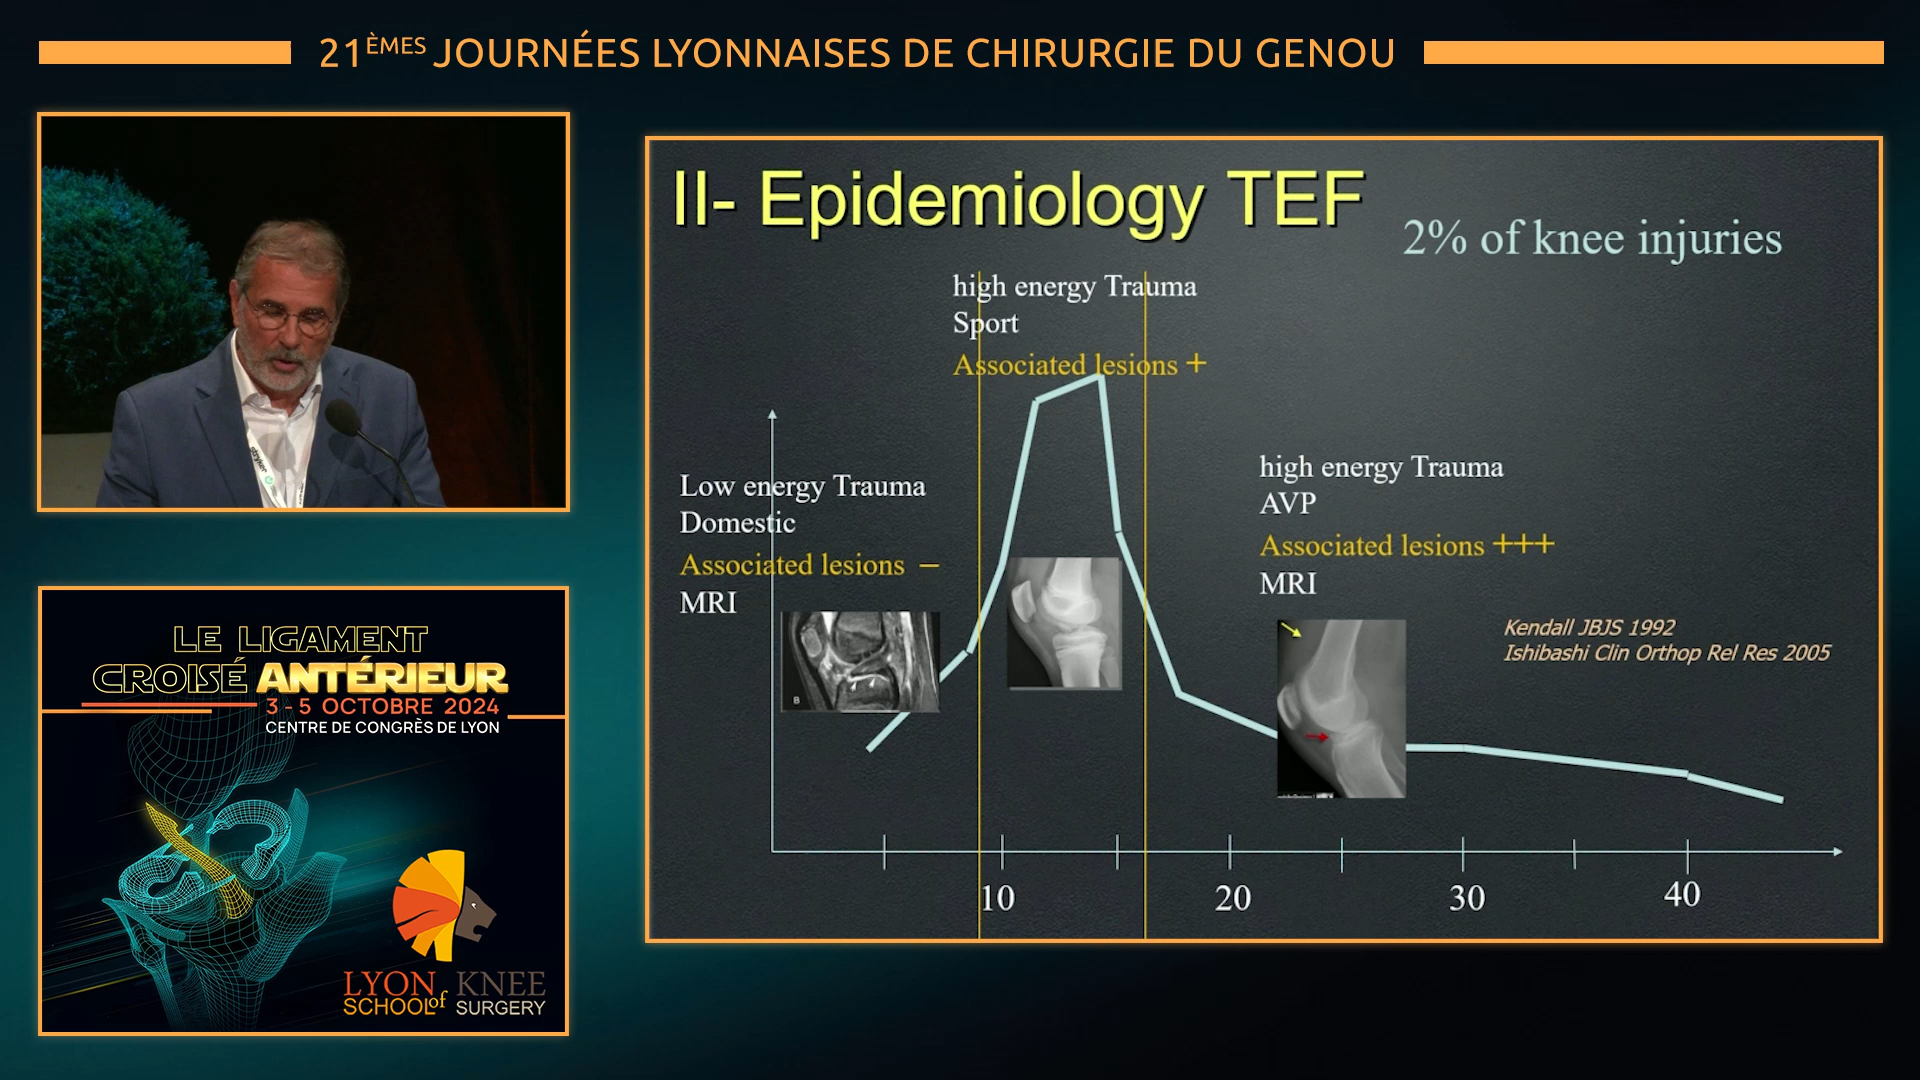 21ÈMES JOURNÉES LYONNAISES DE CHIRURGIE DU GENOU
stryker
LE LIGAMENT
CROISÉ ANTÉRIEUR
3 - 5 OCTOBRE 2024
CENTRE DE CONGRÈS DE LYON
LYON KNEE
SCHOOL of SURGERY
II- Epidemiology TEF
2% of knee injuries
high energy Trauma
Sport
Associated lesions +
Low energy Trauma
Domestic
Associated lesions –
MRI
B
high energy Trauma
AVP
Associated lesions +++
MRI
Kendall JBJS 1992
Ishibashi Clin Orthop Rel Res 2005
10
20
30
40